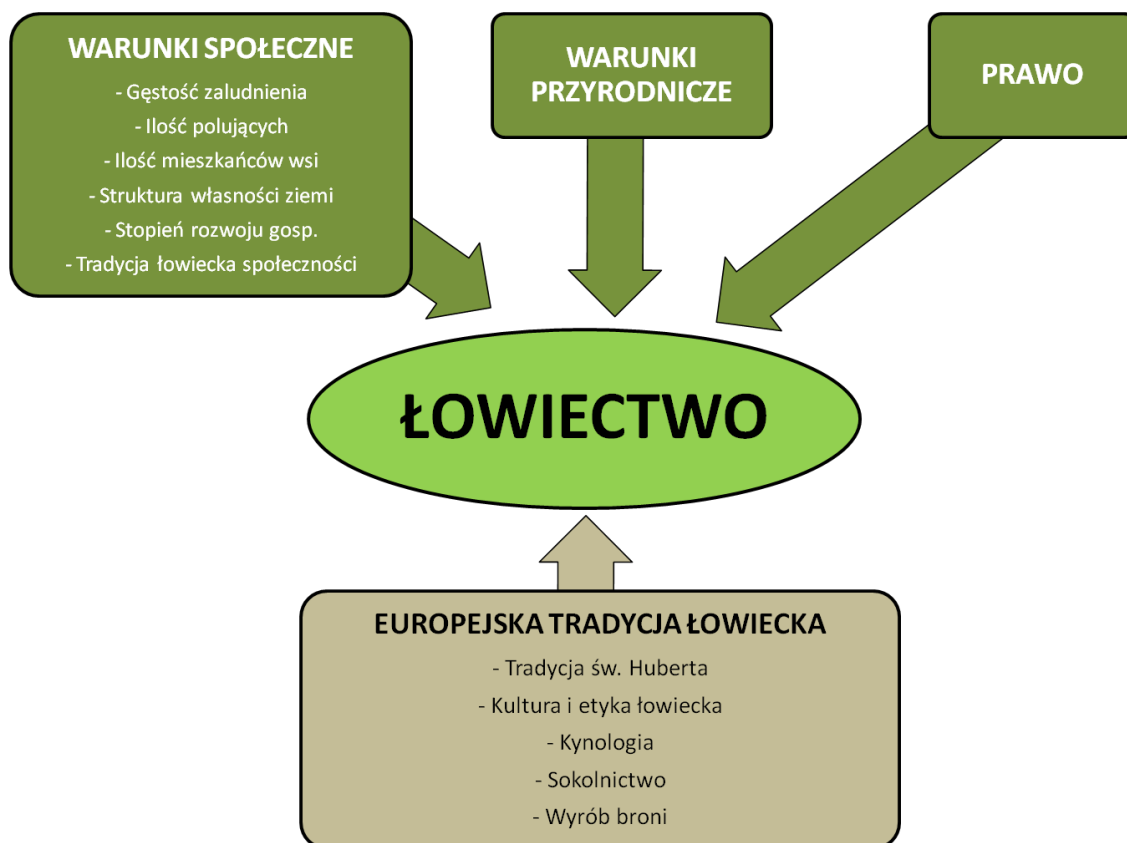 WARUNKI SPOŁECZNE
- Gęstość zaludnienia
- Ilość polujących
- Ilość mieszkańców wsi
- Struktura własności ziemi
- Stopień rozwoju gosp.
- Tradycja łowiecka społeczności
WARUNKI
PRZYRODNICZE
PRAWO
ŁOWIECTWO
EUROPEJSKA TRADYCJA ŁOWIECKA
- Tradycja św. Huberta
- Kultura i etyka łowiecka
- Kynologia
- Sokolnictwo
- Wyrób broni